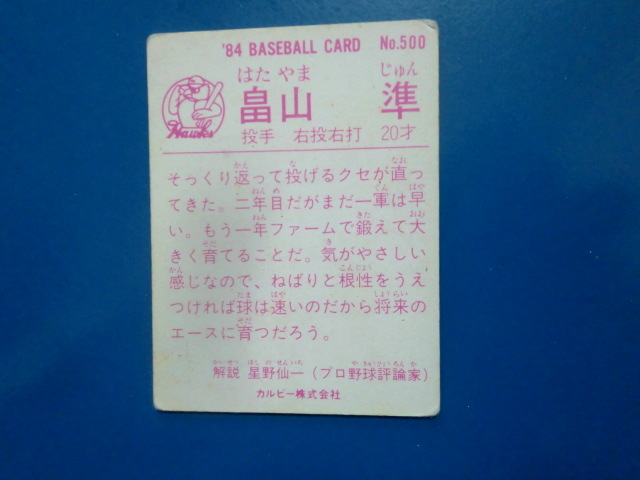 '84 BASEBALL CARD No.500
はた やま じゅん
畠山 準
Hawks
投手 右投右打 20才
そっくり返って投げるクセが直っ
てきた。二年目だがまだ一軍は早
い。もう一年ファームで鍛えて大
きく育てることだ。気がやさしい
感じなので、ねばりと根性をうえ
つければ球は速いのだから将来の
エースに育つだろう。
解説 星野仙一(プロ野球評論家)
カルビー株式会社